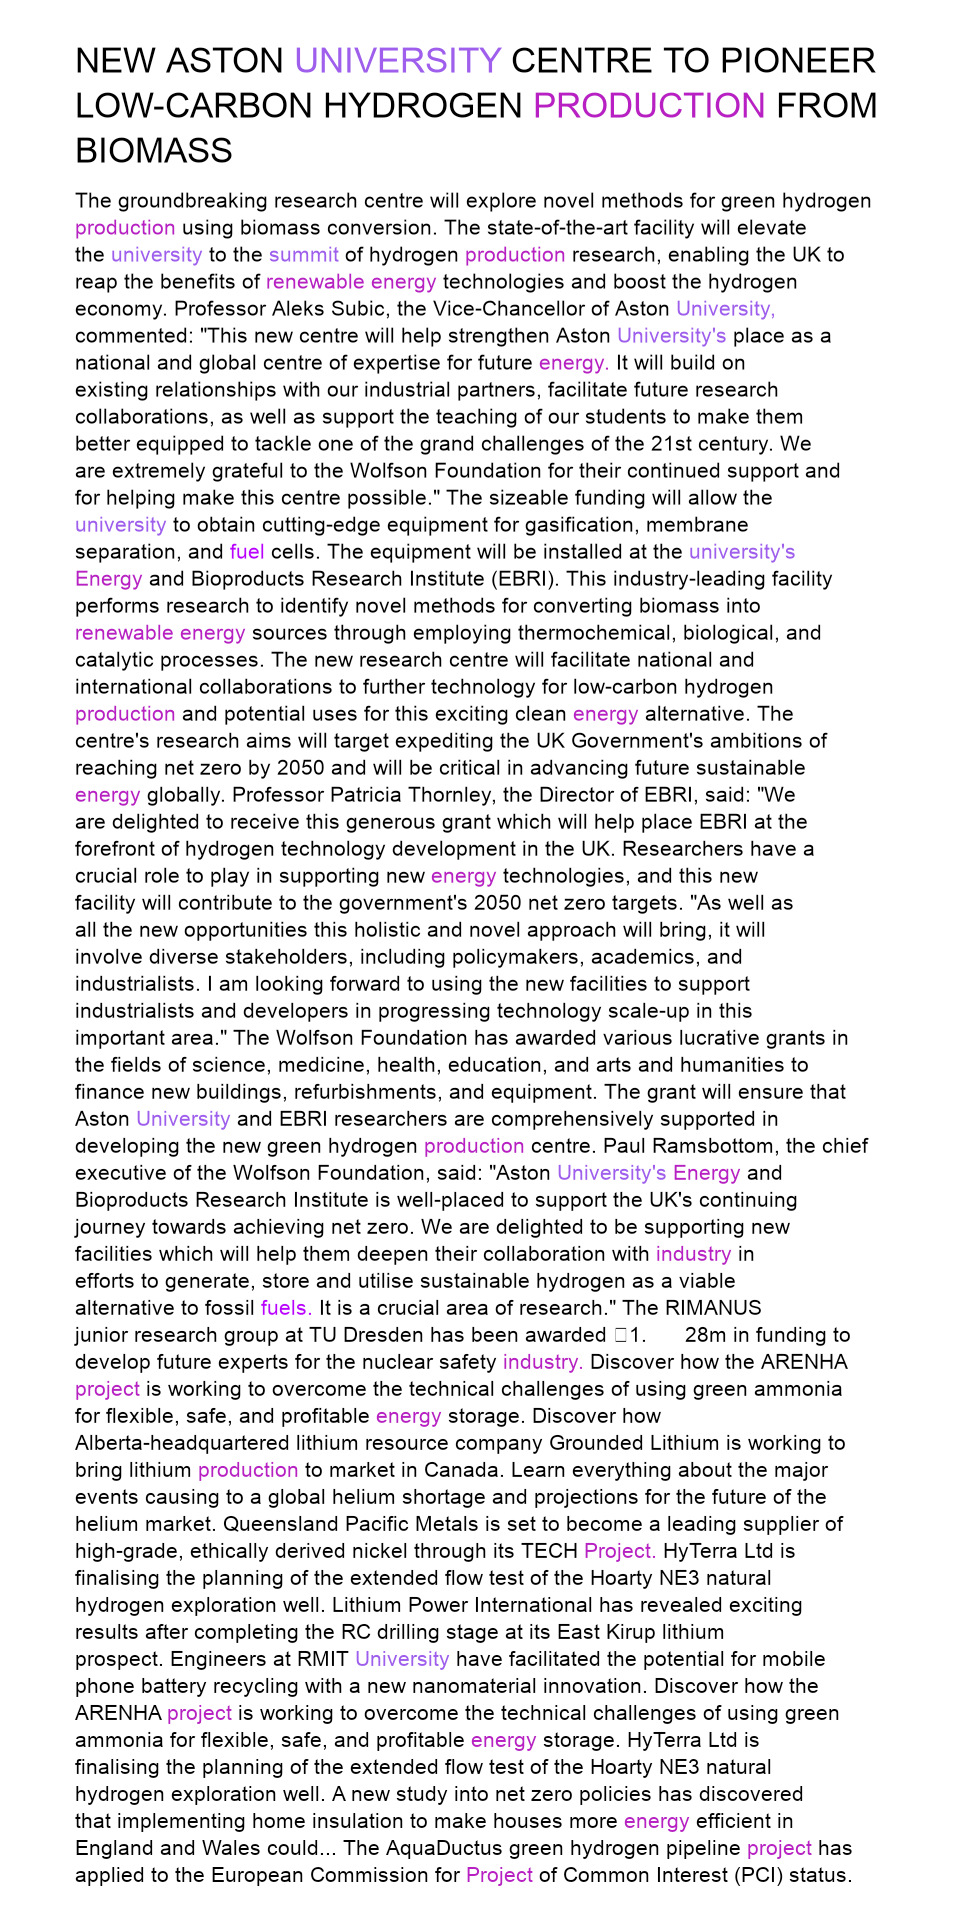 NEW ASTON UNIVERSITY CENTRE TO PIONEER
LOW-CARBON HYDROGEN PRODUCTION FROM
BIOMASS
The groundbreaking research centre will explore novel methods for green hydrogen
production using biomass conversion. The state-of-the-art facility will elevate
the university to the summit of hydrogen production research, enabling the UK to
reap the benefits of renewable energy technologies and boost the hydrogen
economy. Professor Aleks Subic, the Vice-Chancellor of Aston University,
commented: "This new centre will help strengthen Aston University's place as a
national and global centre of expertise for future energy. It will build on
existing relationships with our industrial partners, facilitate future research
collaborations, as well as support the teaching of our students to make them
better equipped to tackle one of the grand challenges of the 21st century. We
are extremely grateful to the Wolfson Foundation for their continued support and
for helping make this centre possible." The sizeable funding will allow the
university to obtain cutting-edge equipment for gasification, membrane
separation, and fuel cells. The equipment will be installed at the university's
Energy and Bioproducts Research Institute (EBRI). This industry-leading facility
performs research to identify novel methods for converting biomass into
renewable energy sources through employing thermochemical, biological, and
catalytic processes. The new research centre will facilitate national and
international collaborations to further technology for low-carbon hydrogen
production and potential uses for this exciting clean energy alternative. The
centre's research aims will target expediting the UK Government's ambitions of
reaching net zero by 2050 and will be critical in advancing future sustainable
energy globally. Professor Patricia Thornley, the Director of EBRI, said: "We
are delighted to receive this generous grant which will help place EBRI at the
forefront of hydrogen technology development in the UK. Researchers have a
crucial role to play in supporting new energy technologies, and this new
facility will contribute to the government's 2050 net zero targets. "As well as
all the new opportunities this holistic and novel approach will bring, it will
involve diverse stakeholders, including policymakers, academics, and
industrialists. I am looking forward to using the new facilities to support
industrialists and developers in progressing technology scale-up in this
important area." The Wolfson Foundation has awarded various lucrative grants in
the fields of science, medicine, health, education, and arts and humanities to
finance new buildings, refurbishments, and equipment. The grant will ensure that
Aston University and EBRI researchers are comprehensively supported in
developing the new green hydrogen production centre. Paul Ramsbottom, the chief
executive of the Wolfson Foundation, said: "Aston University's Energy and
Bioproducts Research Institute is well-placed to support the UK's continuing
journey towards achieving net zero. We are delighted to be supporting new
facilities which will help them deepen their collaboration with industry in
efforts to generate, store and utilise sustainable hydrogen as a viable
alternative to fossil fuels. It is a crucial area of research." The RIMANUS
junior research group at TU Dresden has been awarded 1. 28m in funding to
develop future experts for the nuclear safety industry. Discover how the ARENHA
project is working to overcome the technical challenges of using green ammonia
for flexible, safe, and profitable energy storage. Discover how
Alberta-headquartered lithium resource company Grounded Lithium is working to
bring lithium production to market in Canada. Learn everything about the major
events causing to a global helium shortage and projections for the future of the
helium market. Queensland Pacific Metals is set to become a leading supplier of
high-grade, ethically derived nickel through its TECH Project. HyTerra Ltd is
finalising the planning of the extended flow test of the Hoarty NE3 natural
hydrogen exploration well. Lithium Power International has revealed exciting
results after completing the RC drilling stage at its East Kirup lithium
prospect. Engineers at RMIT University have facilitated the potential for mobile
phone battery recycling with a new nanomaterial innovation. Discover how the
ARENHA project is working to overcome the technical challenges of using green
ammonia for flexible, safe, and profitable energy storage. HyTerra Ltd is
finalising the planning of the extended flow test of the Hoarty NE3 natural
hydrogen exploration well. A new study into net zero policies has discovered
that implementing home insulation to make houses more energy efficient in
England and Wales could... The AquaDuctus green hydrogen pipeline project has
applied to the European Commission for Project of Common Interest (PCI) status.